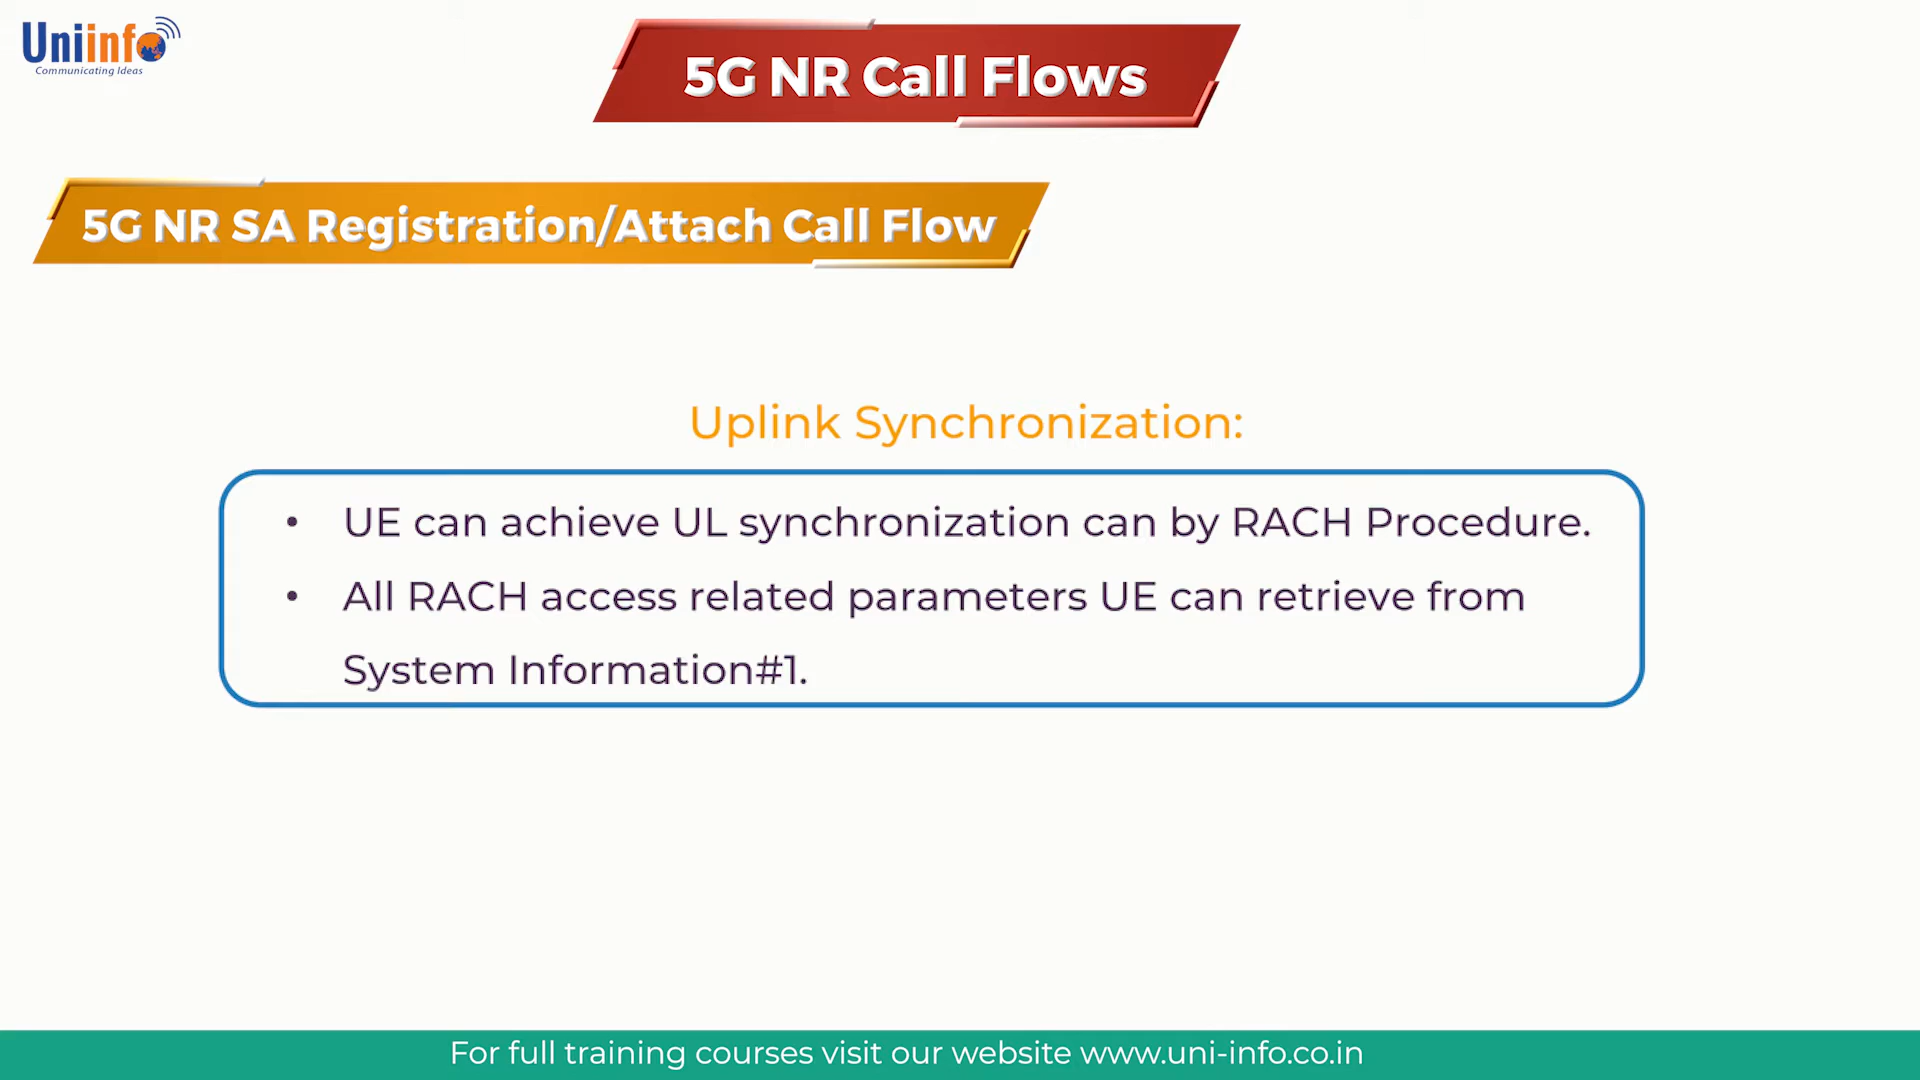 Uniinfo
Communicating Ideas
5G NR Call Flows
5G NR SA Registration/Attach Call Flow
Uplink Synchronization:
• UE can achieve UL synchronization can by RACH Procedure.
• All RACH access related parameters UE can retrieve from
System Information#1.
For full training courses visit our website www.uni-info.co.in